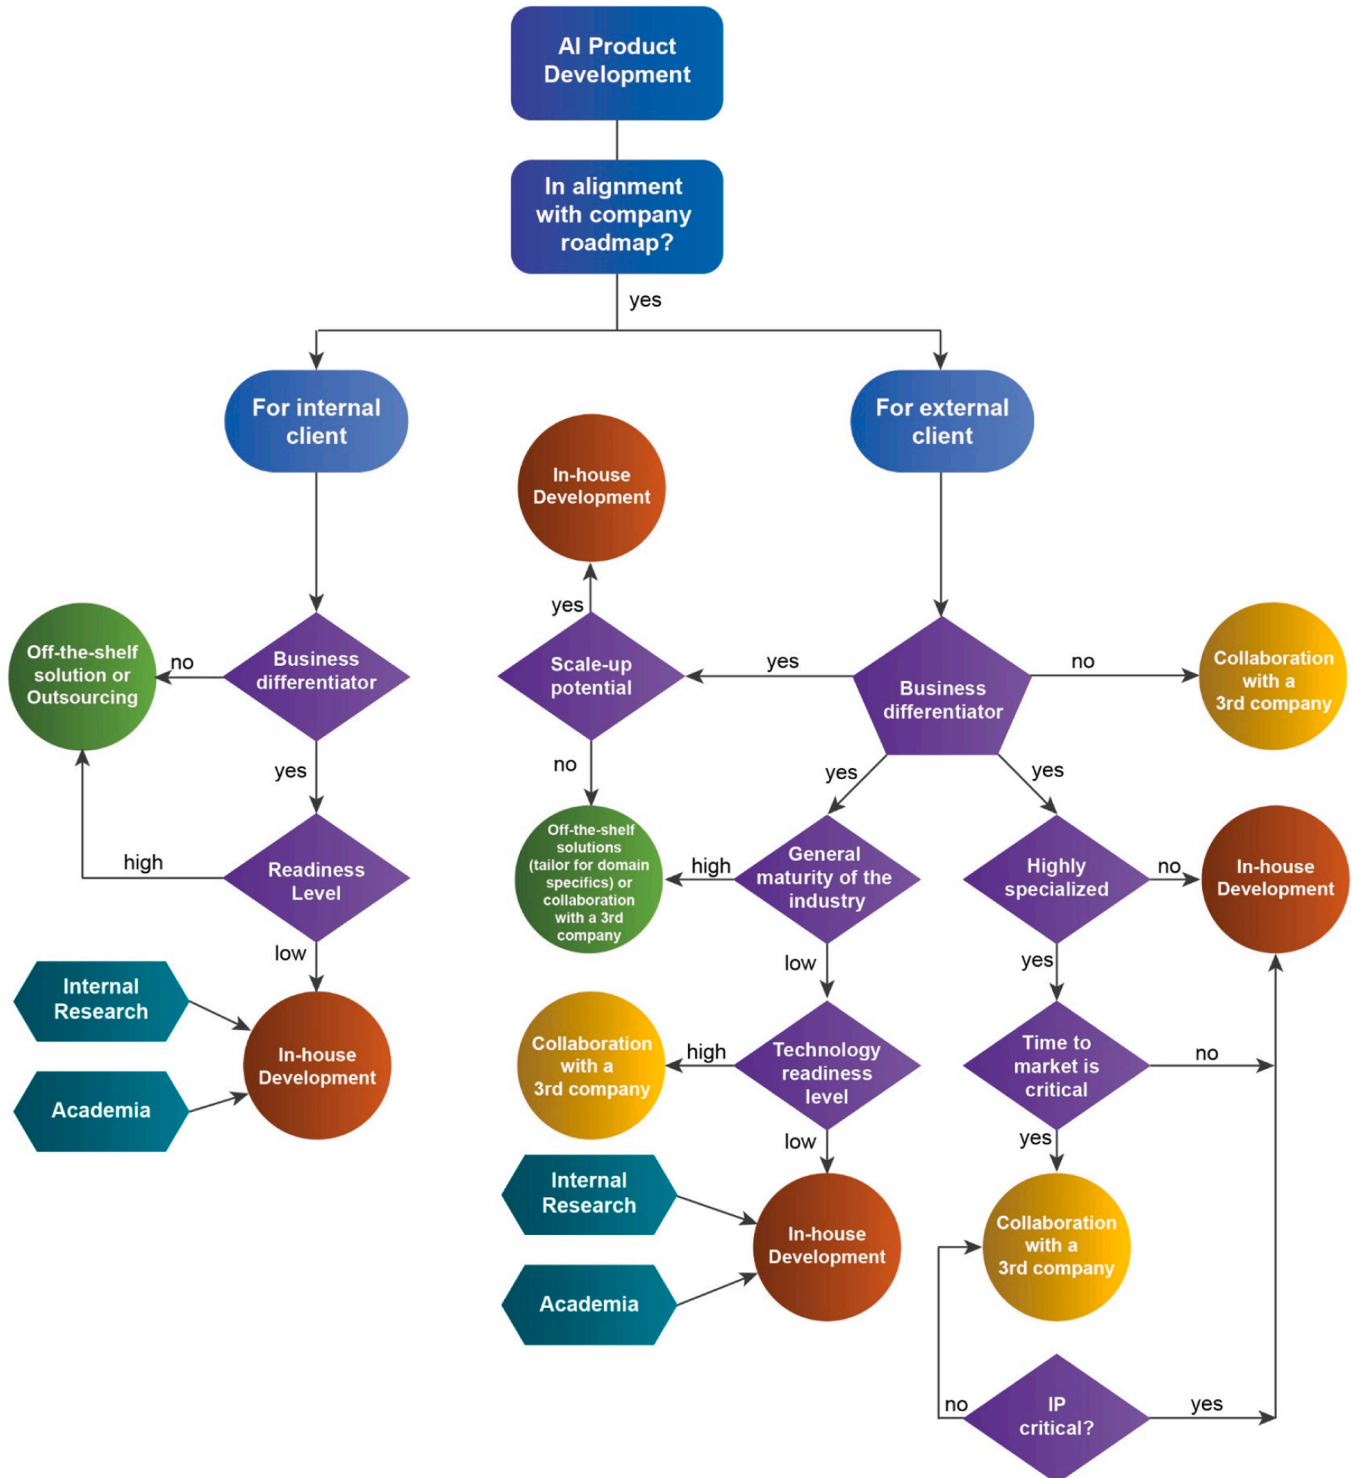 AI Product
Development
In alignment
with company
roadmap?
yes
For internal
client
For external
client
In-house
Development
yes
Off-the-shelf
solution or
Outsourcing
no
Business
differentiator
Scale-up
potential
yes
Business
differentiator
no
Collaboration
with a
3rd company
yes
no
yes
yes
high
Readiness
Level
Off-the-shelf
solutions
(tailor for domain
specifics) or
collaboration
with a 3rd
company
high
General
maturity of the
industry
Highly
specialized
no
In-house
Development
low
low
yes
Internal
Research
Academia
In-house
Development
Collaboration
with a
3rd company
high
Technology
readiness
level
Time to
market is
critical
no
low
yes
Internal
Research
Academia
In-house
Development
Collaboration
with a
3rd company
no
IP
critical?
yes